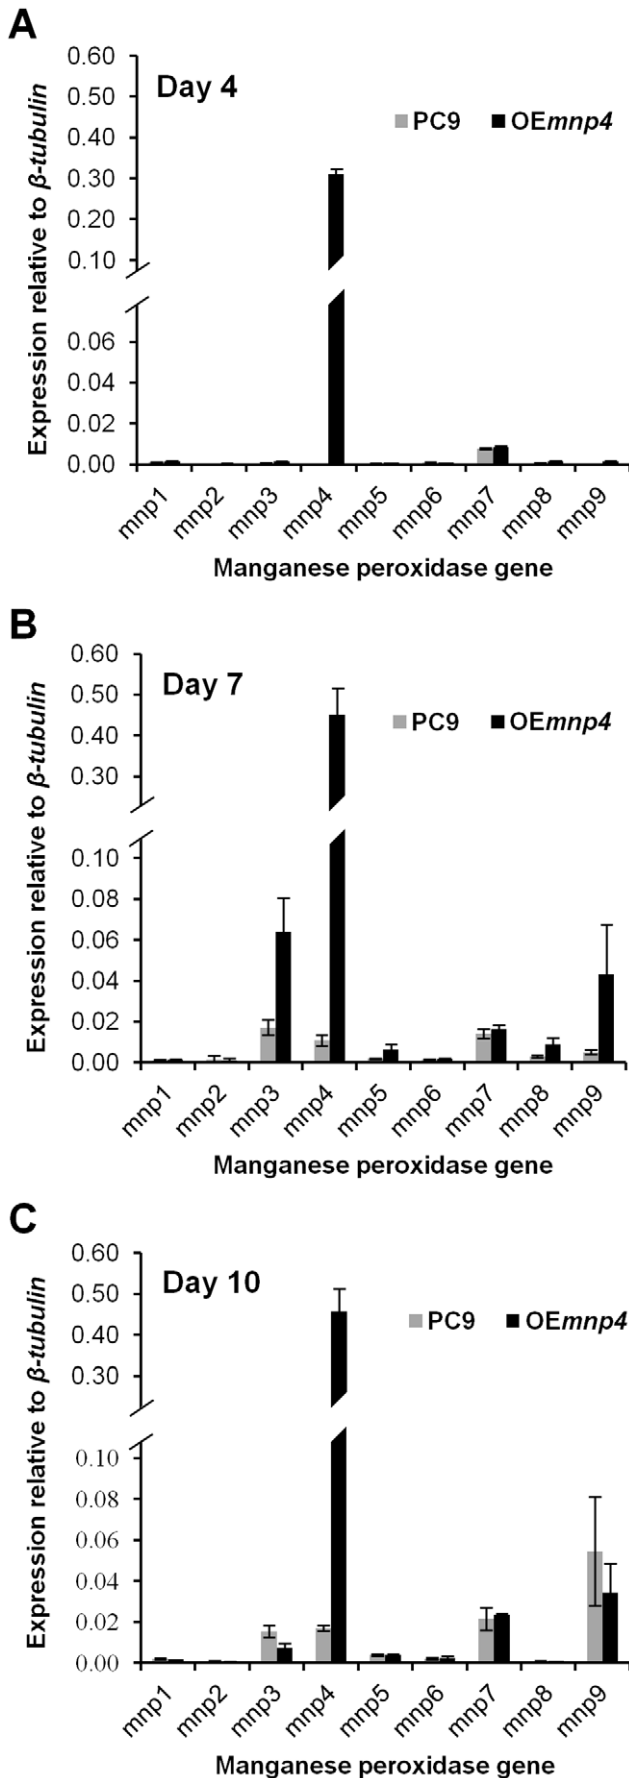 A
Expression relative to β-tubulin
0.60
0.50
0.40
0.30
0.20
0.10
0.06
0.04
0.02
0.00
Day 4
PC9 OEmnp4
mnp1 mnp2 mnp3 mnp4 mnp5 mnp6 mnp7 mnp8 mnp9
Manganese peroxidase gene
B
Expression relative to β-tubulin
0.60
0.50
0.40
0.30
0.10
0.08
0.06
0.04
0.02
0.00
Day 7
PC9 OEmnp4
mnp1 mnp2 mnp3 mnp4 mnp5 mnp6 mnp7 mnp8 mnp9
Manganese peroxidase gene
C
Expression relative to β-tubulin
0.60
0.50
0.40
0.30
0.10
0.08
0.06
0.04
0.02
0.00
Day 10
PC9 OEmnp4
mnp1 mnp2 mnp3 mnp4 mnp5 mnp6 mnp7 mnp8 mnp9
Manganese peroxidase gene